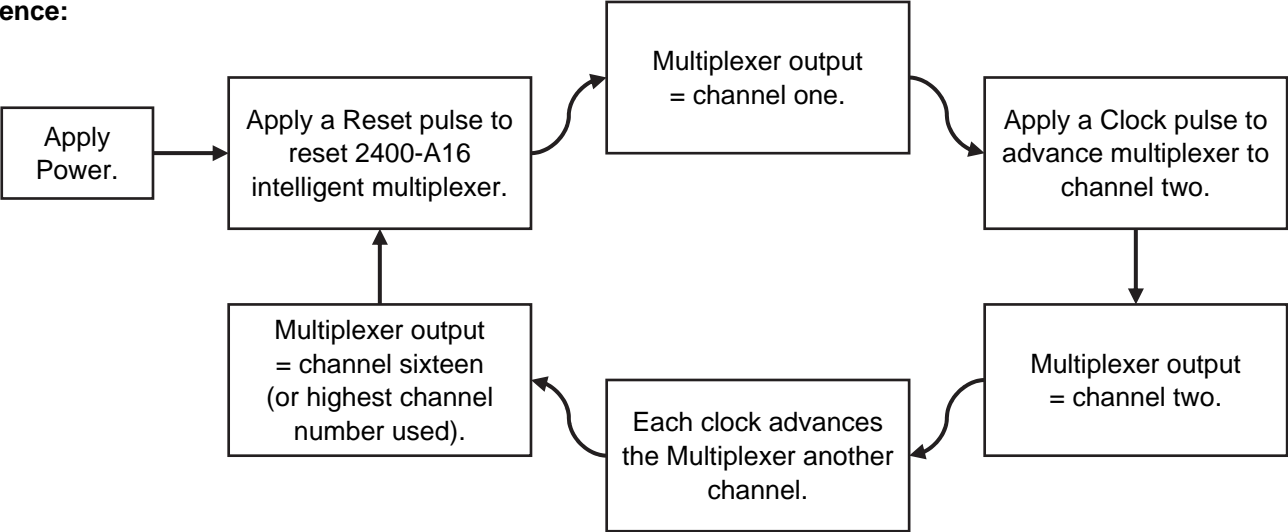 ence:
Apply
Power.
Apply a Reset pulse to
reset 2400-A16
intelligent multiplexer.
Multiplexer output
= channel one.
Apply a Clock pulse to
advance multiplexer to
channel two.
Multiplexer output
= channel two.
Each clock advances
the Multiplexer another
channel.
Multiplexer output
= channel sixteen
(or highest channel
number used).